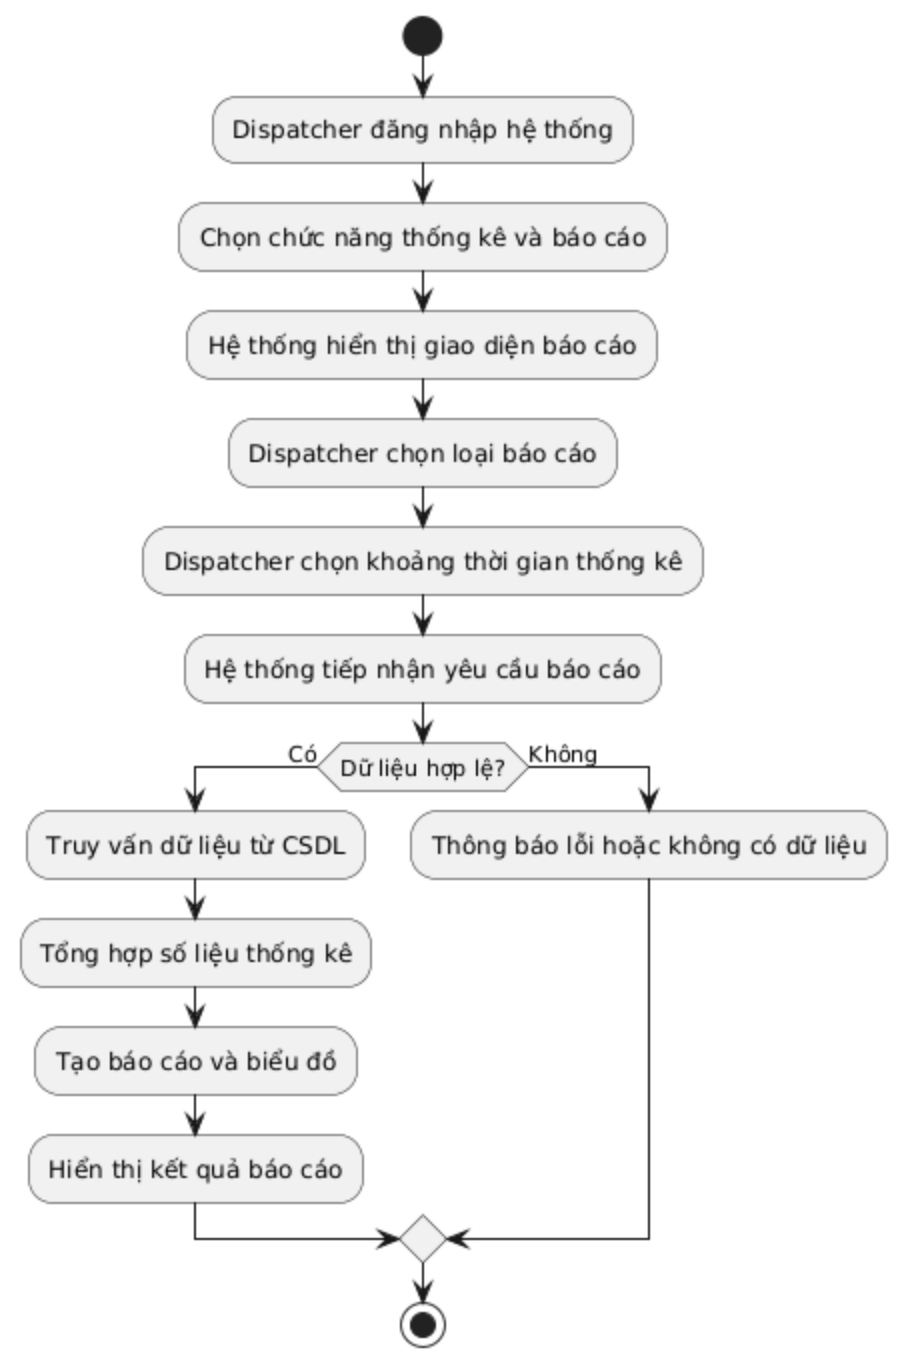 Dispatcher đăng nhập hệ thống
Chọn chức năng thống kê và báo cáo
Hệ thống hiển thị giao diện báo cáo
Dispatcher chọn loại báo cáo
Dispatcher chọn khoảng thời gian thống kê
Hệ thống tiếp nhận yêu cầu báo cáo
Có
Dữ liệu hợp lệ?
Không
Truy vấn dữ liệu từ CSDL
Thông báo lỗi hoặc không có dữ liệu
Tổng hợp số liệu thống kê
Tạo báo cáo và biểu đồ
Hiển thị kết quả báo cáo